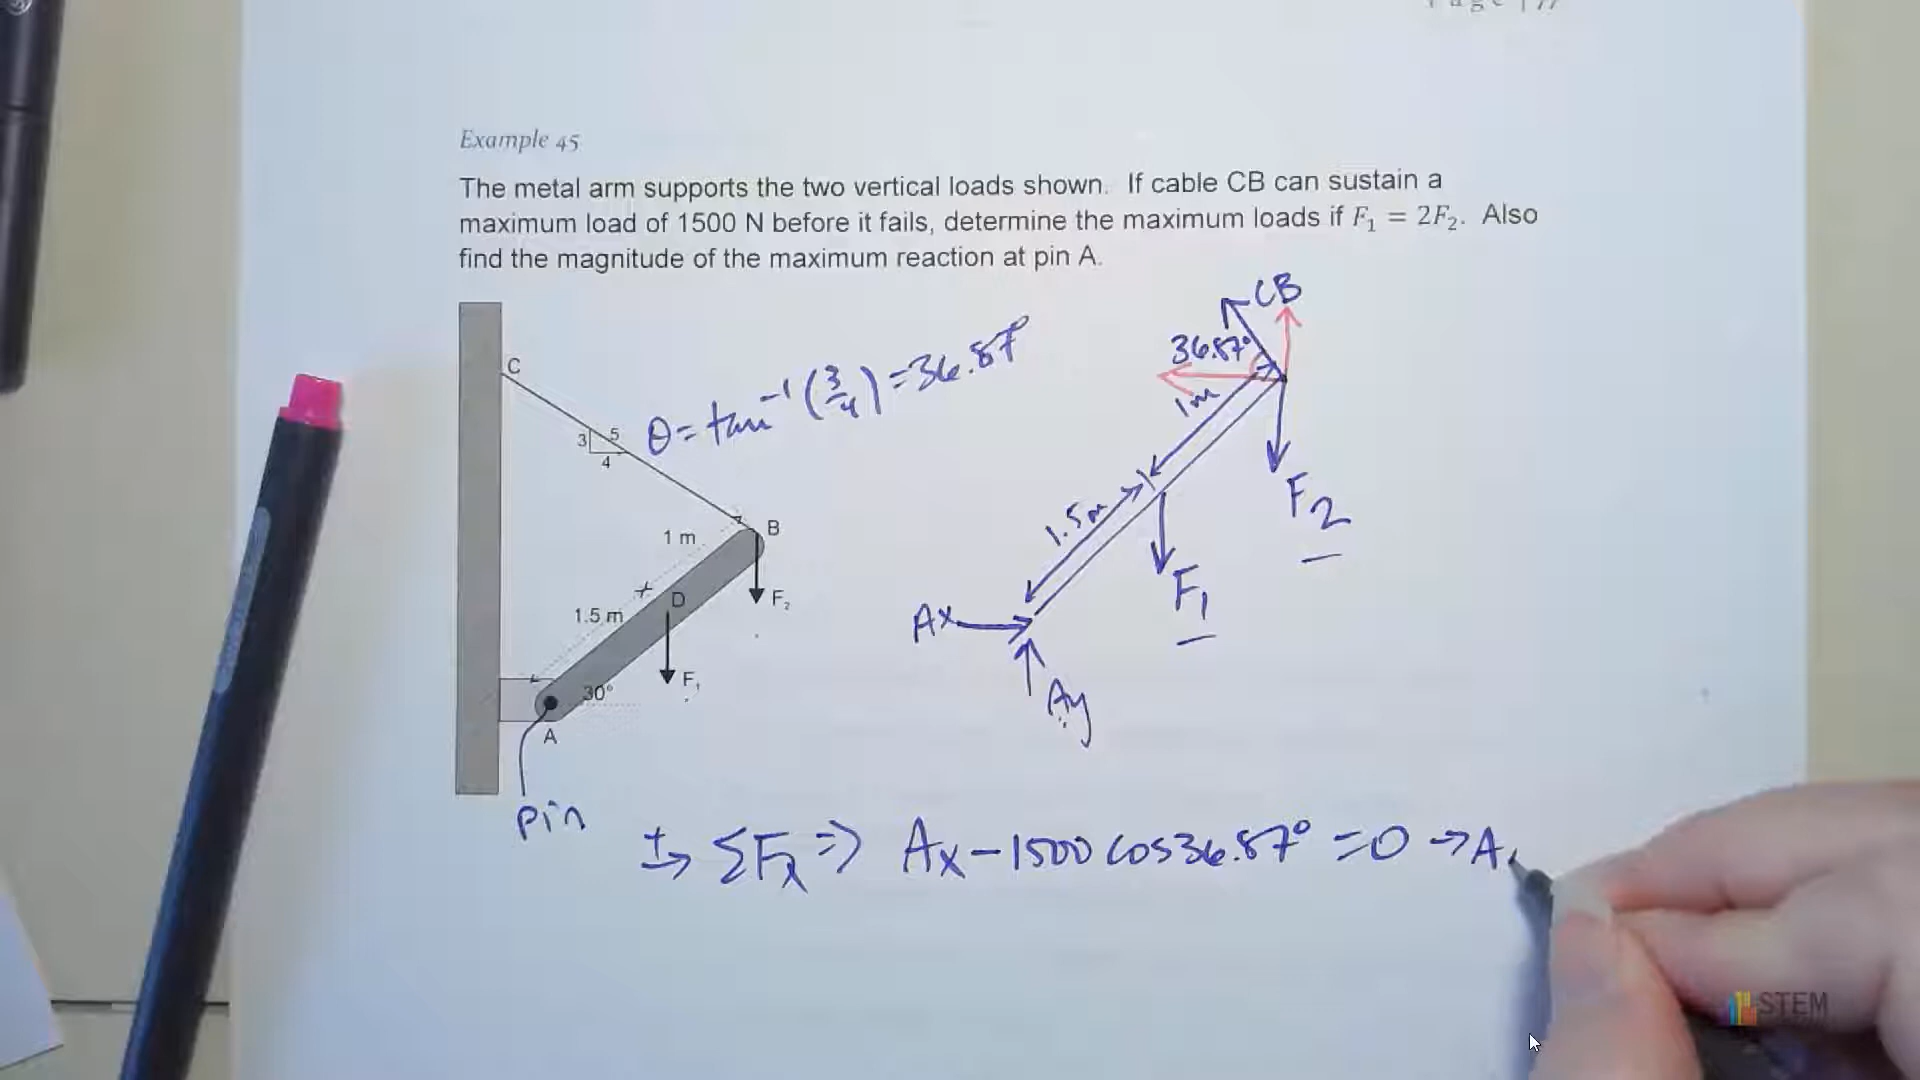 Example 45
The metal arm supports the two vertical loads shown. If cable CB can sustain a
maximum load of 1500 N before it fails, determine the maximum loads if F₁ = 2F₂. Also
find the magnitude of the maximum reaction at pin A.
CB
36.87°
1m
1.5m
F₂
F₁
Ax
Ay
θ = tan⁻¹(3/4) = 36.87°
C
3
5
4
B
1 m
D
F₂
1.5 m
F₁
30°
A
pin
+→ ΣFx ⇒ Ax - 1500 cos36.87° = 0 → A
STEM